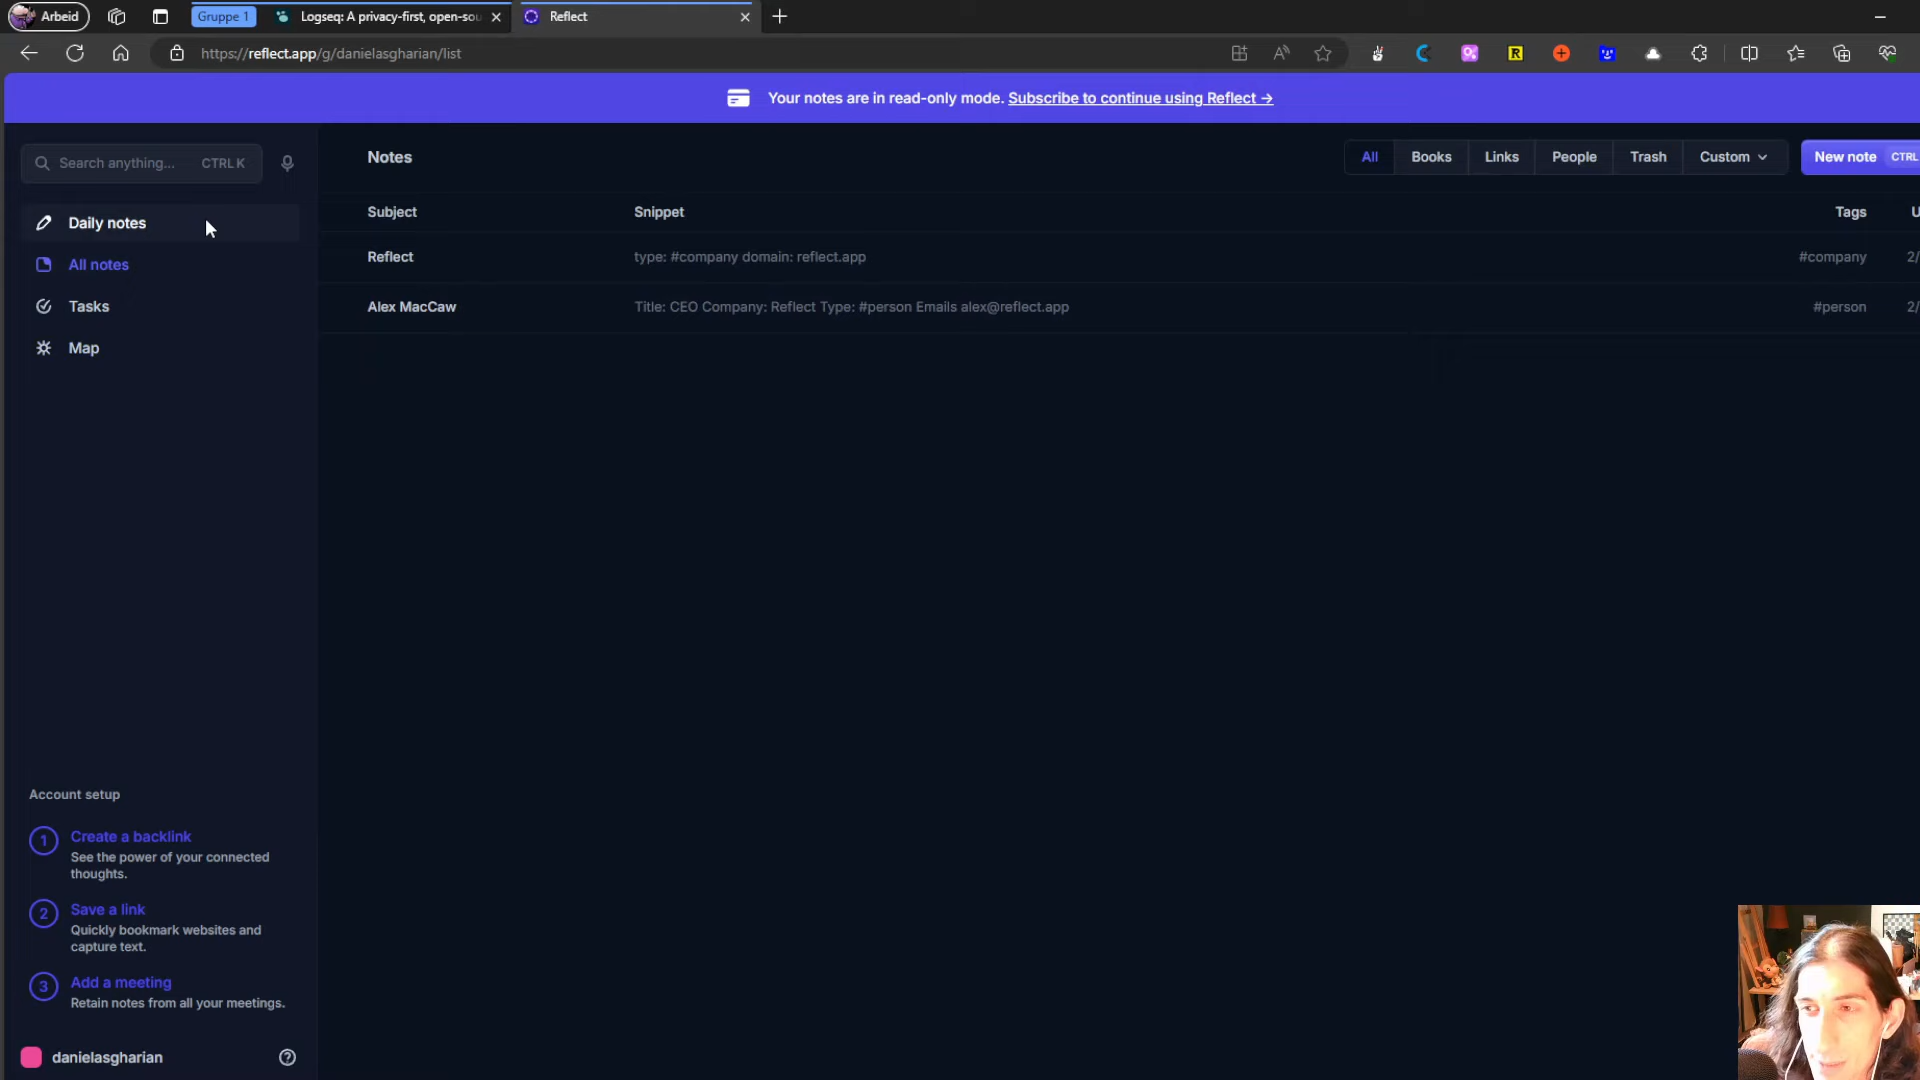 Arbeid
Gruppe 1
Logseq: A privacy-first, open-sou
Reflect
https://reflect.app/g/danielasgharian/list
Your notes are in read-only mode. Subscribe to continue using Reflect →
Search anything... CTRL K
Daily notes
All notes
Tasks
Map
Notes
All Books Links People Trash Custom
New note CTRL
Subject Snippet Tags U
Reflect type: #company domain: reflect.app #company 2/
Alex MacCaw Title: CEO Company: Reflect Type: #person Emails alex@reflect.app #person 2/
Account setup
1 Create a backlink
See the power of your connected
thoughts.
2 Save a link
Quickly bookmark websites and
capture text.
3 Add a meeting
Retain notes from all your meetings.
danielasgharian